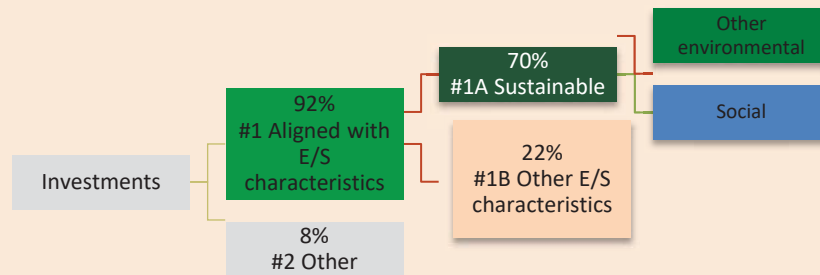 Investments
92%
#1 Aligned with
E/S
characteristics
8%
#2 Other
70%
#1A Sustainable
22%
#1B Other E/S
characteristics
Other
environmental
Social